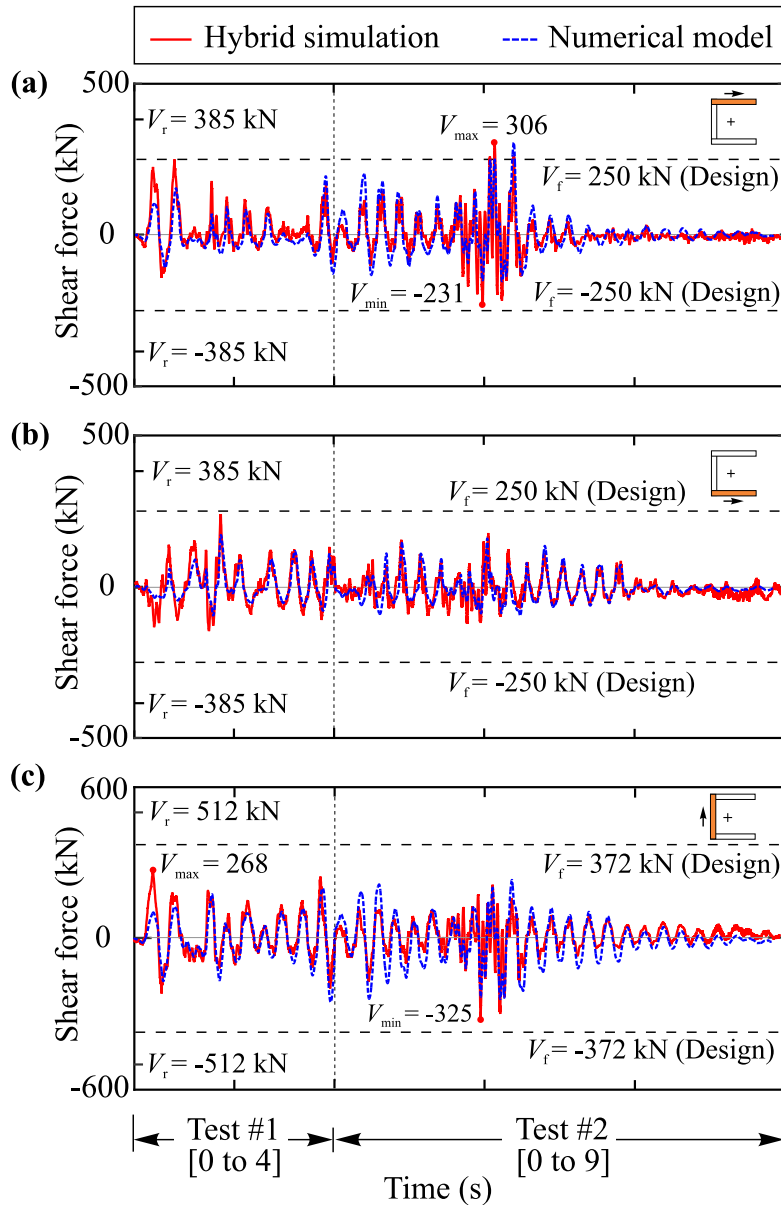 Hybrid simulation
Numerical model
(a)
500
0
-500
Shear force (kN)
Vr = 385 kN
Vmax = 306
Vf = 250 kN (Design)
Vmin = -231
Vf = -250 kN (Design)
Vr = -385 kN
+
(b)
500
0
-500
Shear force (kN)
Vr = 385 kN
Vf = 250 kN (Design)
Vf = -250 kN (Design)
Vr = -385 kN
+
(c)
600
0
-600
Shear force (kN)
Vr = 512 kN
Vmax = 268
Vf = 372 kN (Design)
Vmin = -325
Vf = -372 kN (Design)
Vr = -512 kN
+
Test #1
[0 to 4]
Test #2
[0 to 9]
Time (s)